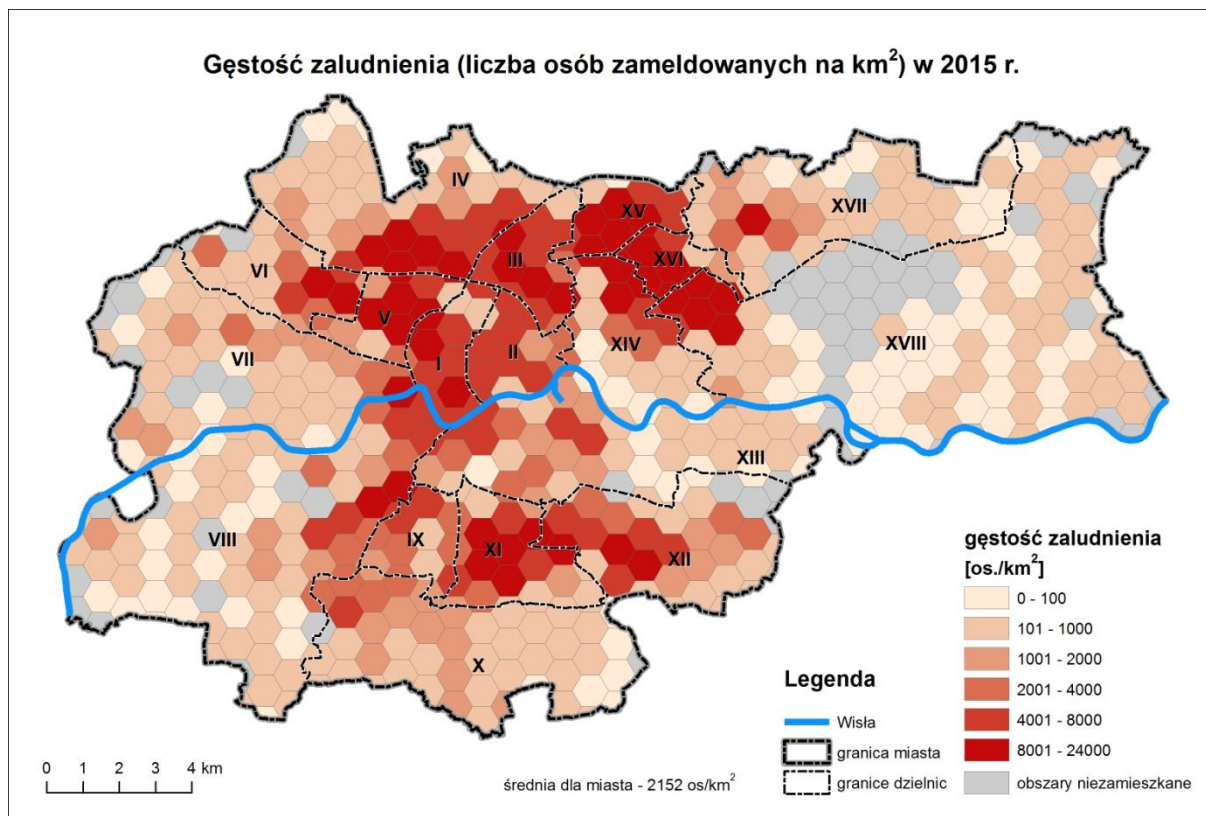 Gęstość zaludnienia (liczba osób zameldowanych na km²) w 2015 r.
IV
XV
XVII
III
XVI
VI
V
XIV
XVIII
VII
I
II
XIII
VIII
IX
XI
XII
X
gęstość zaludnienia
[os./km²]
0 - 100
101 - 1000
1001 - 2000
2001 - 4000
4001 - 8000
8001 - 24000
obszary niezamieszkane
Legenda
Wisła
granica miasta
granice dzielnic
0 1 2 3 4 km
średnia dla miasta - 2152 os/km²